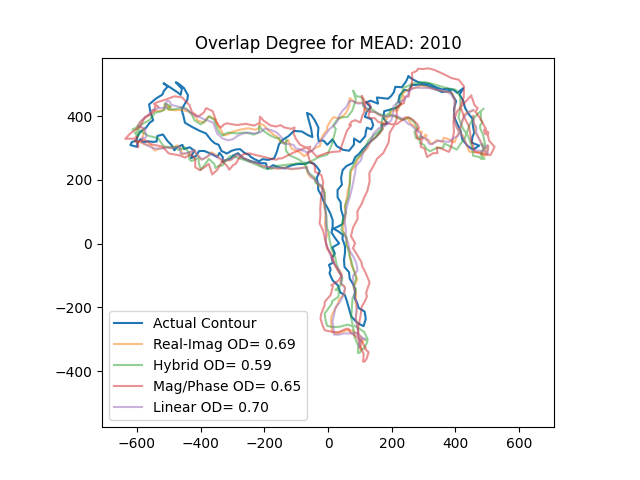 Overlap Degree for MEAD: 2010
400
200
0
−200
−400
Actual Contour
Real-Imag OD= 0.69
Hybrid OD= 0.59
Mag/Phase OD= 0.65
Linear OD= 0.70
−600 −400 −200 0 200 400 600